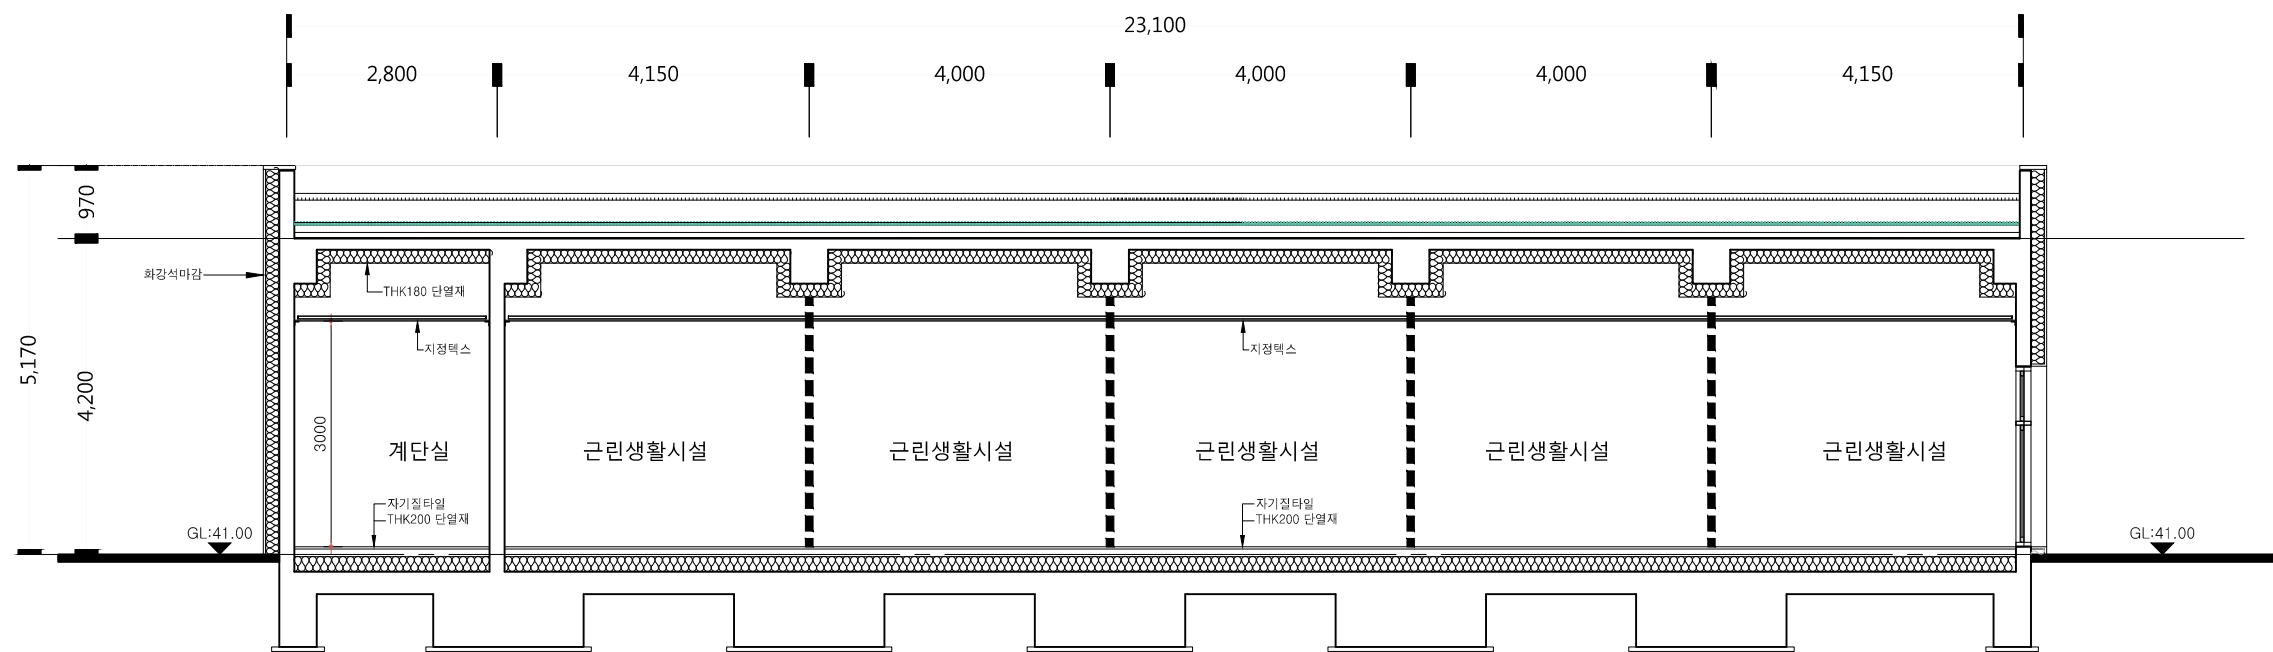 23,100
2,800
4,150
4,000
4,000
4,000
4,150
970
화강석마감
THK180 단열재
지정텍스
지정텍스
5,170
4,200
3000
계단실
근린생활시설
근린생활시설
근린생활시설
근린생활시설
근린생활시설
자기질타일
THK200 단열재
자기질타일
THK200 단열재
GL:41.00
GL:41.00